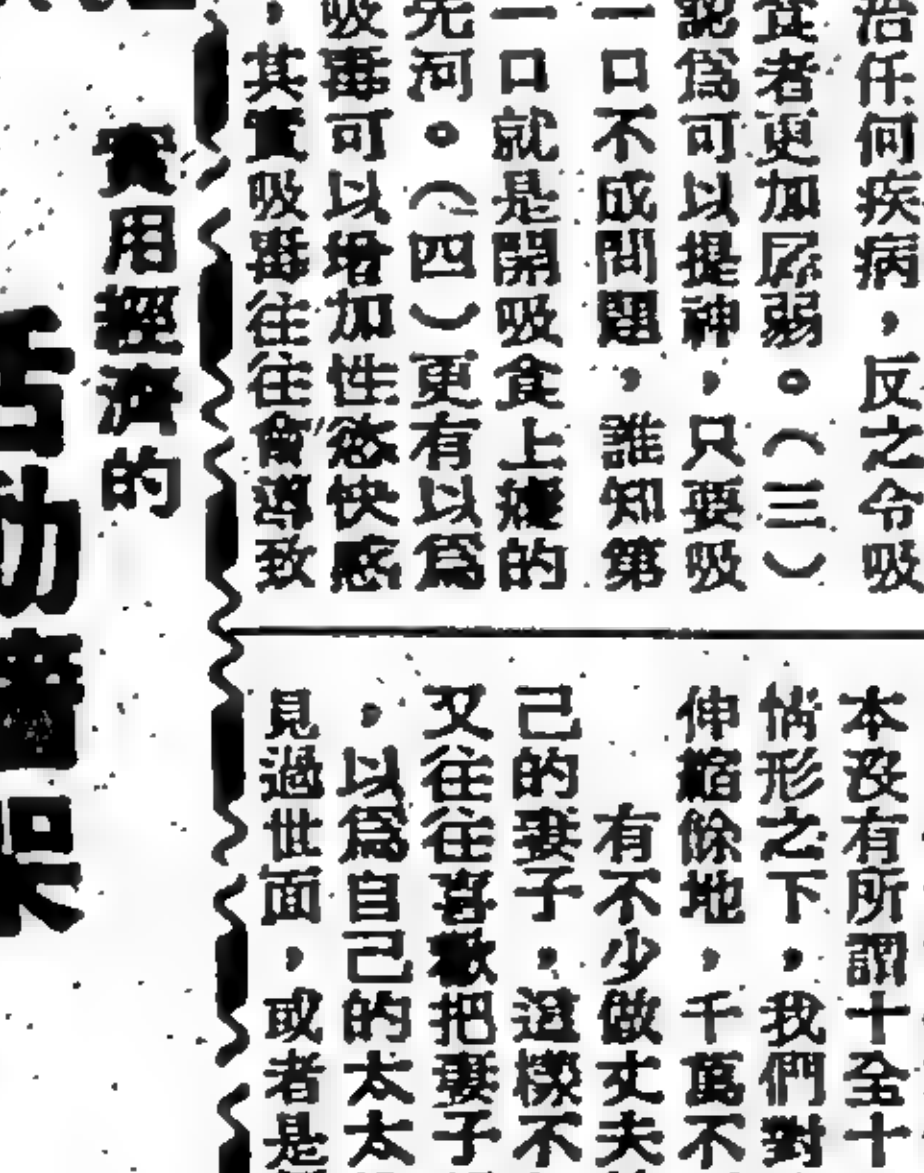 治任何疾病，反之令吸
食者更加孱弱。（三）
認為可以提神，只要吸
一口不成問題，誰知第
一口就是開吸食上癮的
先河。（四）更有以為
吸毒可以增加性慾快感
，其實吸毒往往會導致
本沒有所謂十全十
情形之下，我們對
伸縮餘地，千萬不
有不少做丈夫
己的妻子，這樣不
又往往喜歡把妻子
，以為自己的太太
見過世面，或者是
實用經濟的
活动牆架